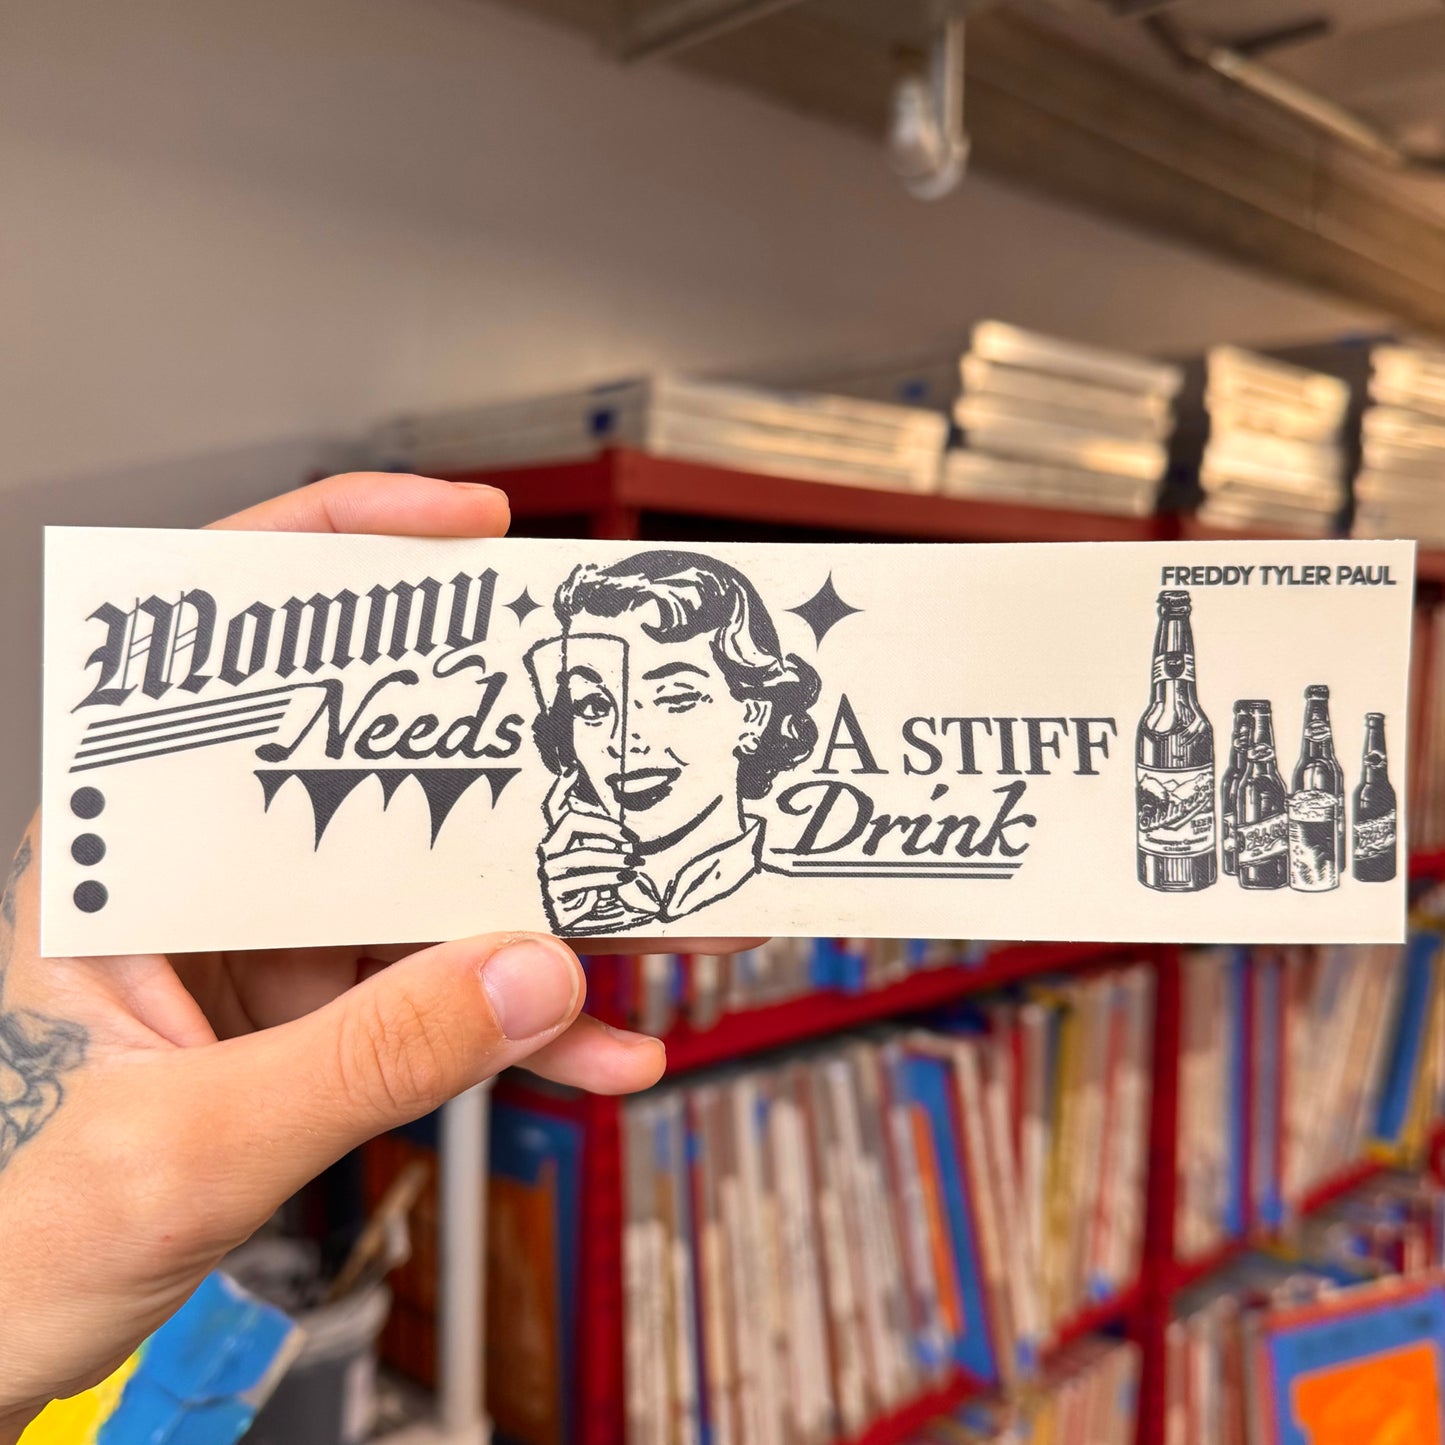 Mommy
Needs
A STIFF
Drink
FREDDY TYLER PAUL